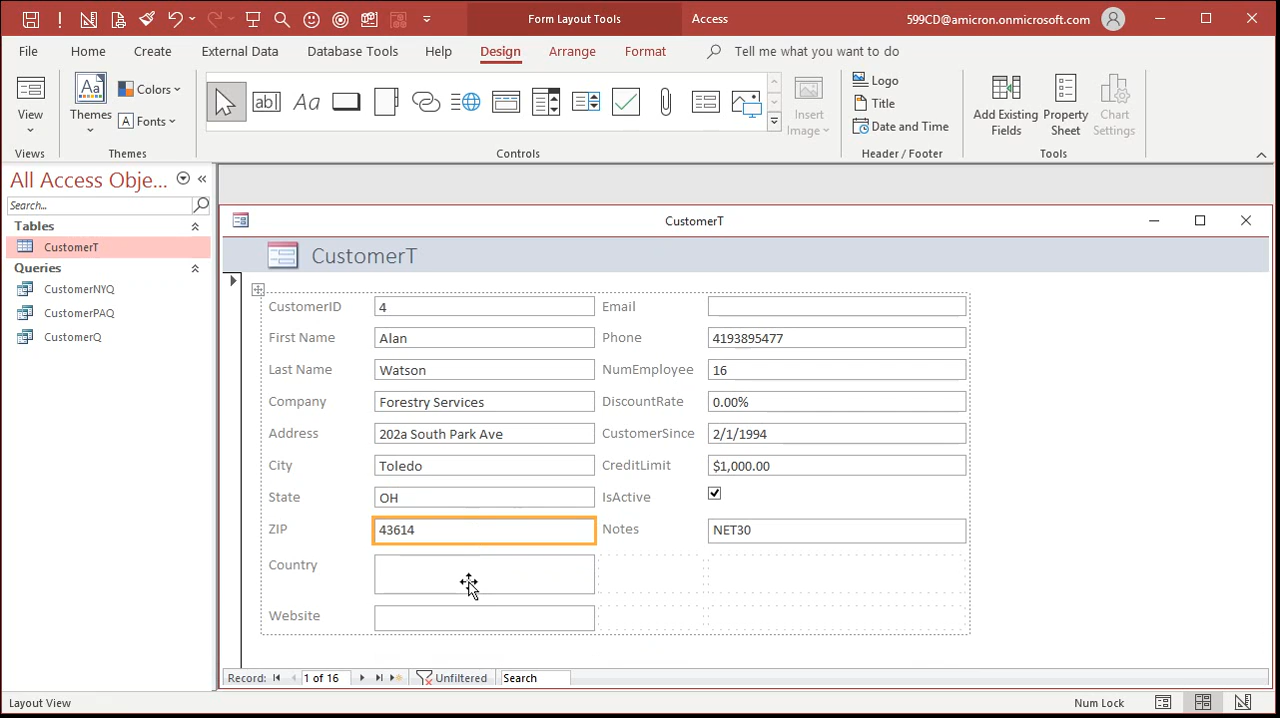 Form Layout Tools
Access
599CD@amicron.onmicrosoft.com
File Home Create External Data Database Tools Help Design Arrange Format Tell me what you want to do
View
Views
Aa
Themes
Colors
Fonts
Themes
ab
Aa
Controls
Insert Image
Logo
Title
Date and Time
Header / Footer
Add Existing Fields
Property Sheet
Chart Settings
Tools
All Access Obje...
Search...
Tables
CustomerT
Queries
CustomerNYQ
CustomerPAQ
CustomerQ
CustomerT
CustomerT
CustomerID 4 Email
First Name Alan Phone 4193895477
Last Name Watson NumEmployee 16
Company Forestry Services DiscountRate 0.00%
Address 202a South Park Ave CustomerSince 2/1/1994
City Toledo CreditLimit $1,000.00
State OH IsActive
ZIP 43614 Notes NET30
Country
Website
Record: 1 of 16 Unfiltered Search
Layout View Num Lock